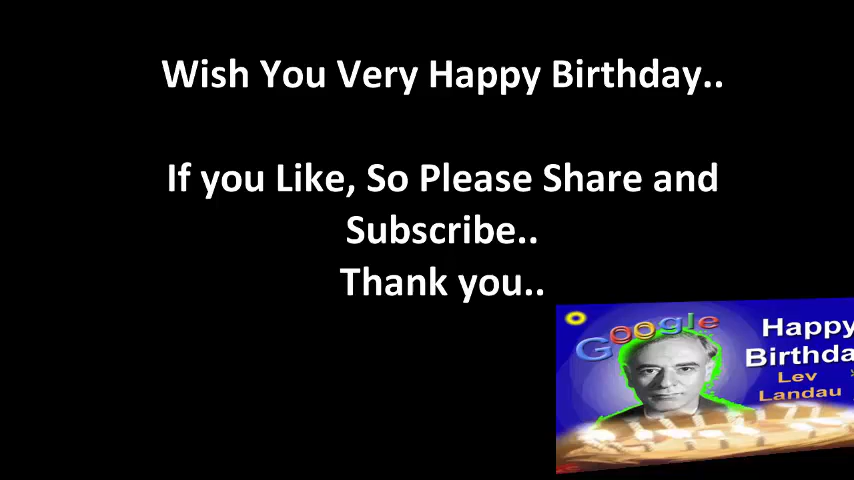 Wish You Very Happy Birthday..
If you Like, So Please Share and
Subscribe..
Thank you..
Google
Happy
Birthda
Lev
Landau